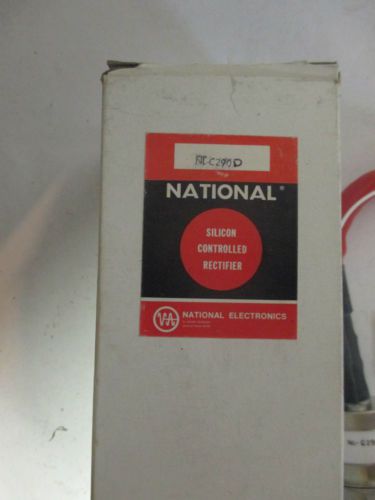 NL-C290D
NATIONAL®
SILICON
CONTROLLED
RECTIFIER
NATIONAL ELECTRONICS